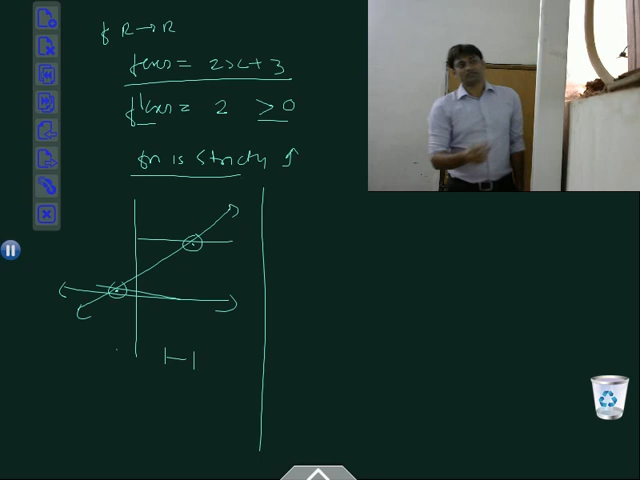 f R→R
f(x) = 2x+3
f'(x) = 2 > 0
fn is strictly ↑
1-1